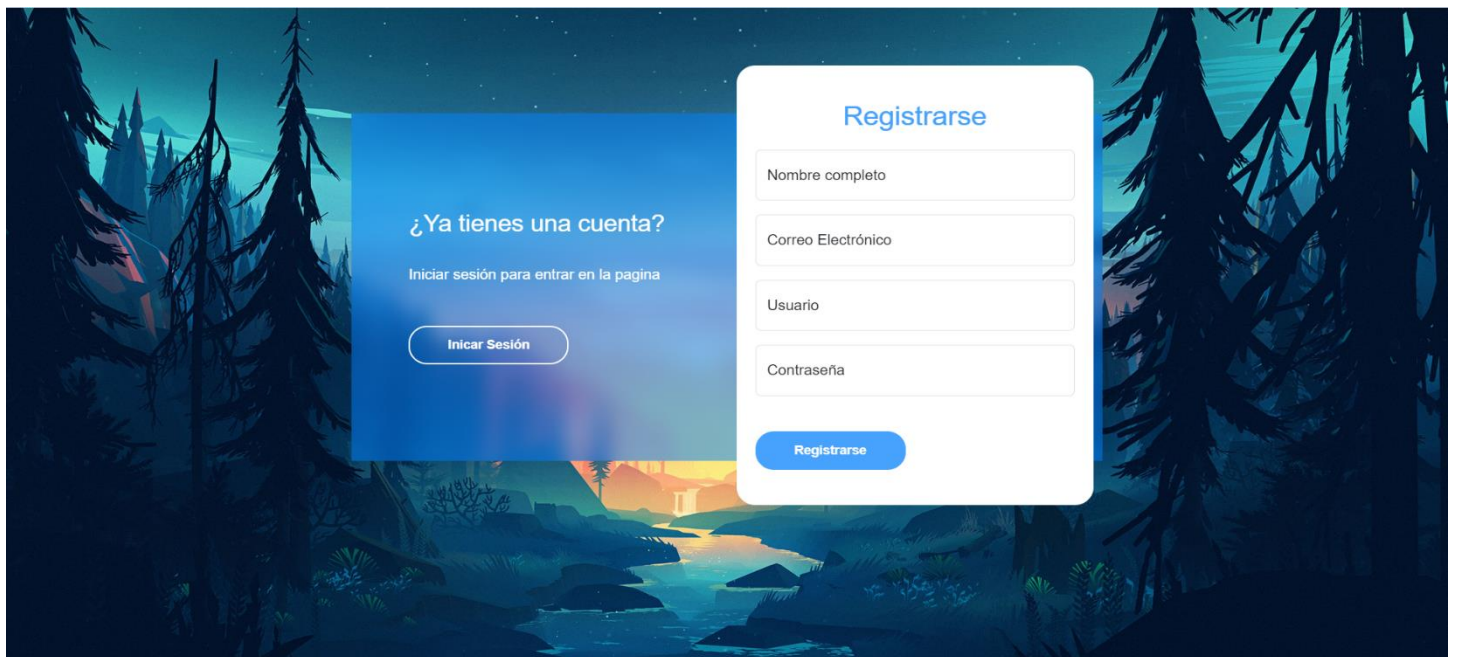 ¿Ya tienes una cuenta?
Iniciar sesión para entrar en la pagina
Inicar Sesión
Registrarse
Nombre completo
Correo Electrónico
Usuario
Contraseña
Registrarse